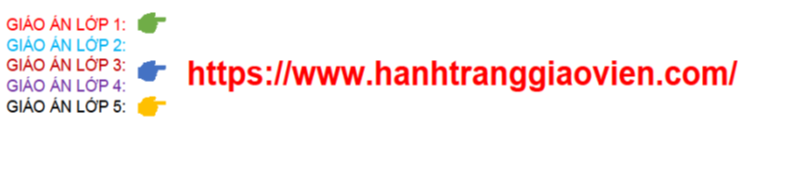 GIÁO ÁN LỚP 1:
GIÁO ÁN LỚP 2:
GIÁO ÁN LỚP 3:
GIÁO ÁN LỚP 4:
GIÁO ÁN LỚP 5:
https://www.hanhtranggiaovien.com/